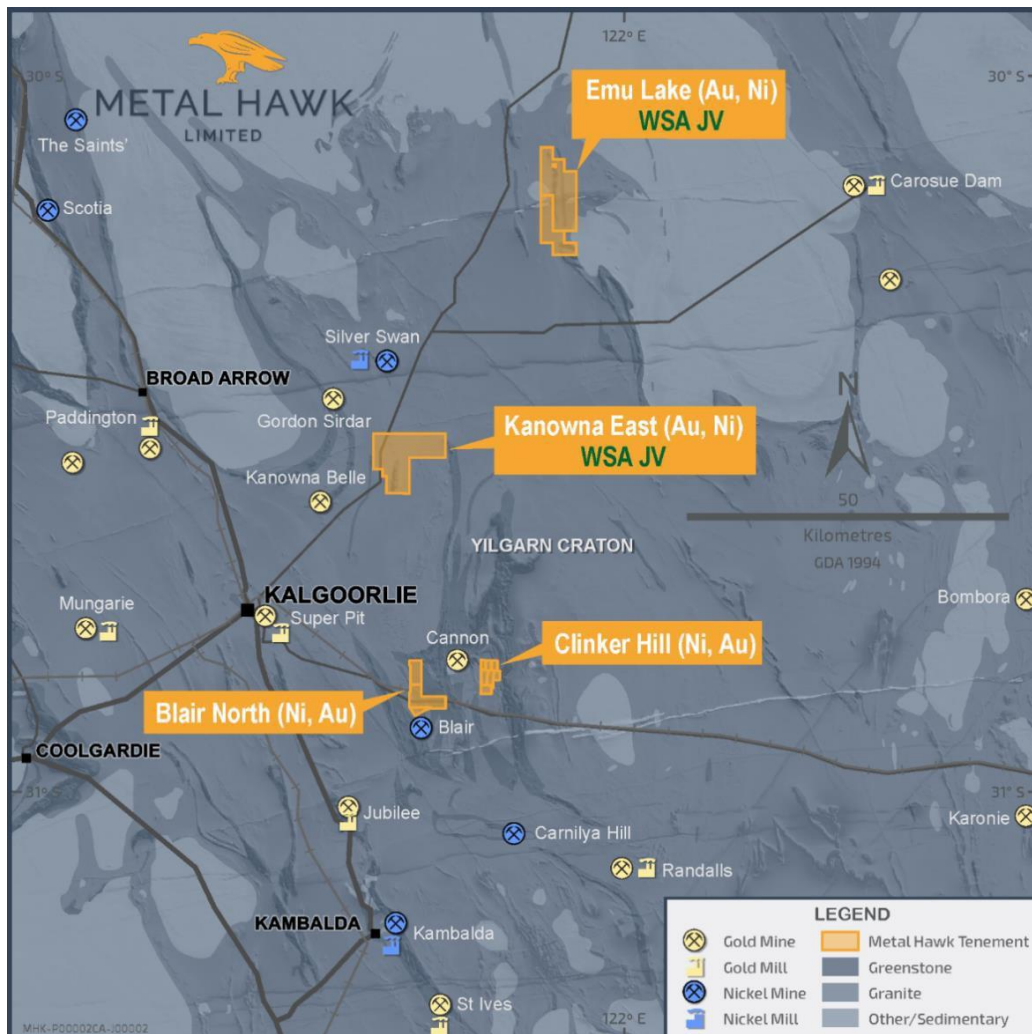 122° E
30° S
30° S
METAL HAWK
LIMITED
Emu Lake (Au, Ni)
WSA JV
The Saints'
Carosue Dam
Scotia
Silver Swan
BROAD ARROW
Gordon Sirdar
Paddington
Kanowna East (Au, Ni)
WSA JV
N
Kanowna Belle
50
Kilometres
GDA 1994
YILGARN CRATON
KALGOORLIE
Super Pit
Mungarie
Bombora
Cannon
Clinker Hill (Ni, Au)
Blair North (Ni, Au)
Blair
COOLGARDIE
31° S
31° S
Jubilee
Karonie
Carnilya Hill
Randalls
KAMBALDA
Kambalda
St Ives
LEGEND
Gold Mine
Metal Hawk Tenement
Gold Mill
Greenstone
Nickel Mine
Granite
Nickel Mill
Other/Sedimentary
122° E
MHK-P00002CA-J00002